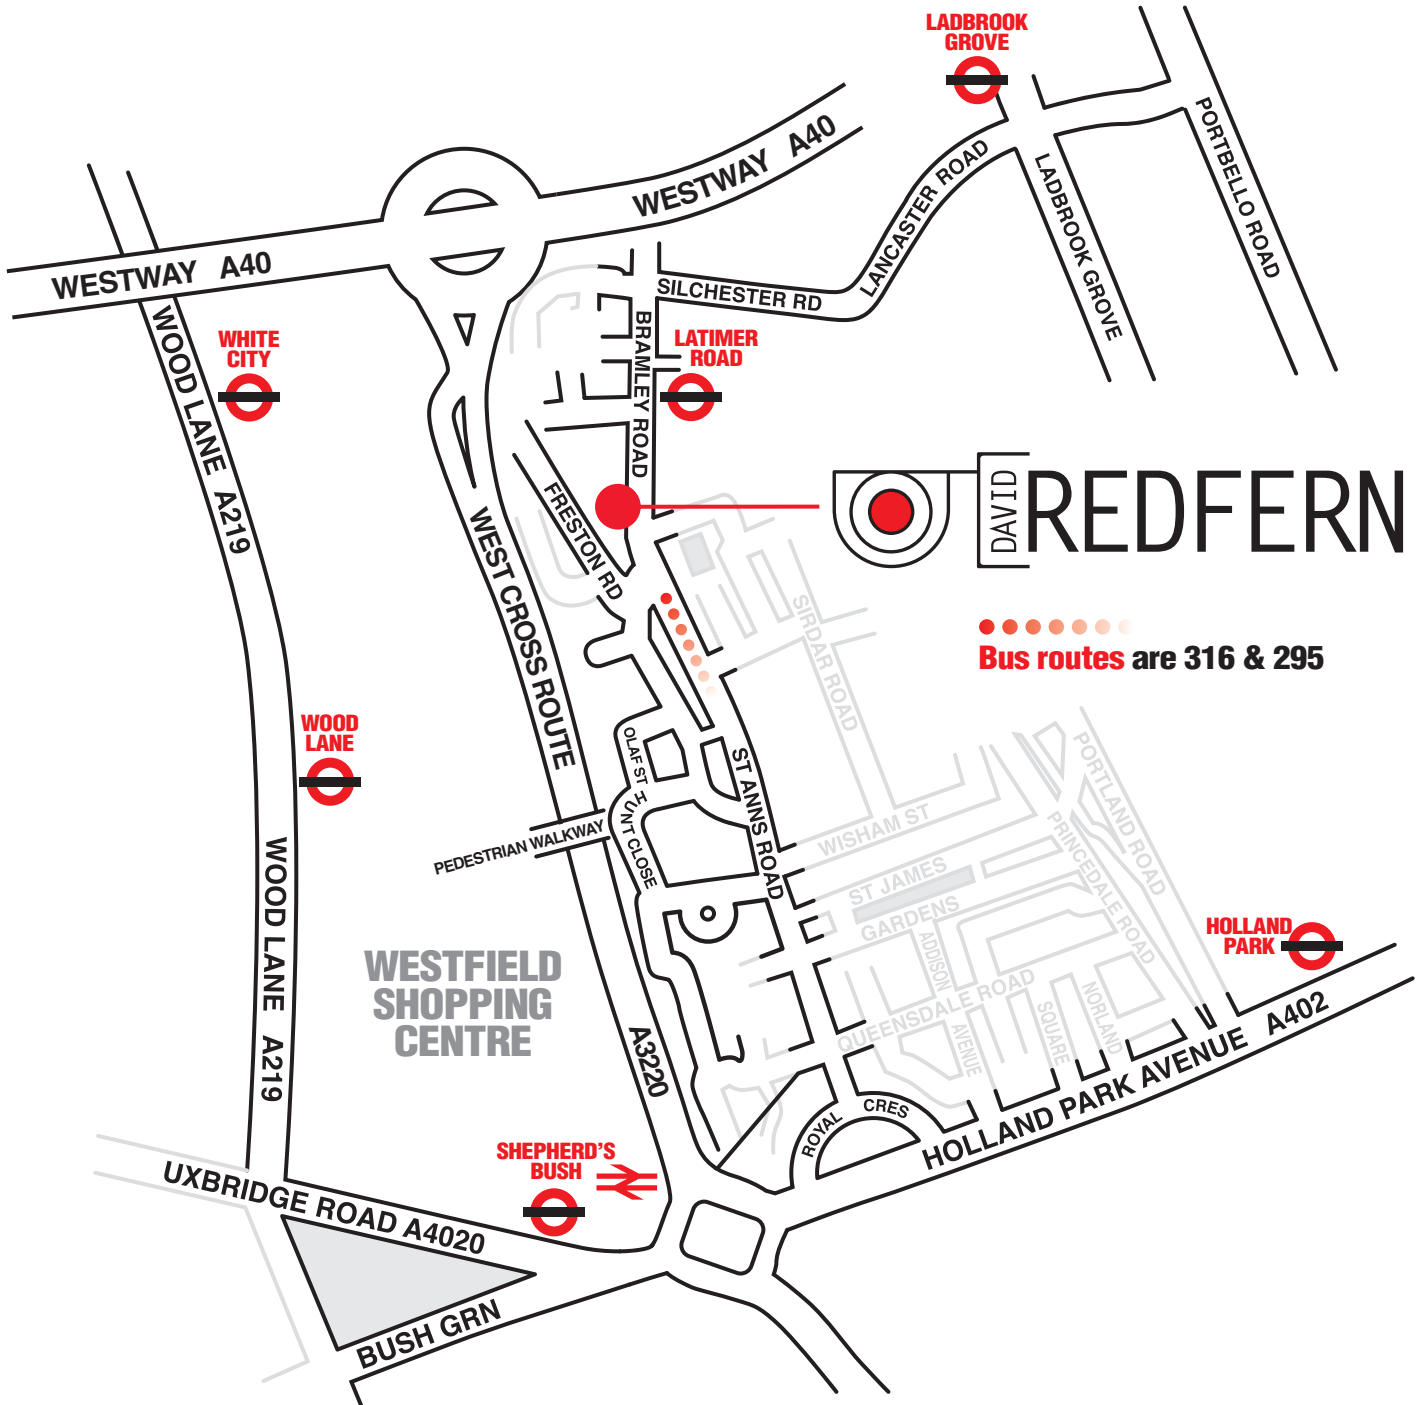 LADBROOK
GROVE
WESTWAY A40
PORTBELLO ROAD
LANCASTER ROAD
LADBROOK GROVE
WESTWAY A40
SILCHESTER RD
WOOD LANE A219
WHITE
CITY
BRAMLEY ROAD
LATIMER
ROAD
FRESTON RD
DAVID
REDFERN
WEST CROSS ROUTE
SIRDAR ROAD
Bus routes are 316 & 295
WOOD
LANE
OLAF ST
ST ANNS ROAD
PORTLAND ROAD
HUNT CLOSE
PEDESTRIAN WALKWAY
WISHAM ST
PRINCEDALE ROAD
WOOD LANE A219
ST JAMES
GARDENS
ADDISON
AVENUE
HOLLAND
PARK
WESTFIELD
SHOPPING
CENTRE
QUEENSDALE ROAD
NORLAND
SQUARE
A3220
HOLLAND PARK AVENUE A402
ROYAL CRES
SHEPHERD'S
BUSH
UXBRIDGE ROAD A4020
BUSH GRN